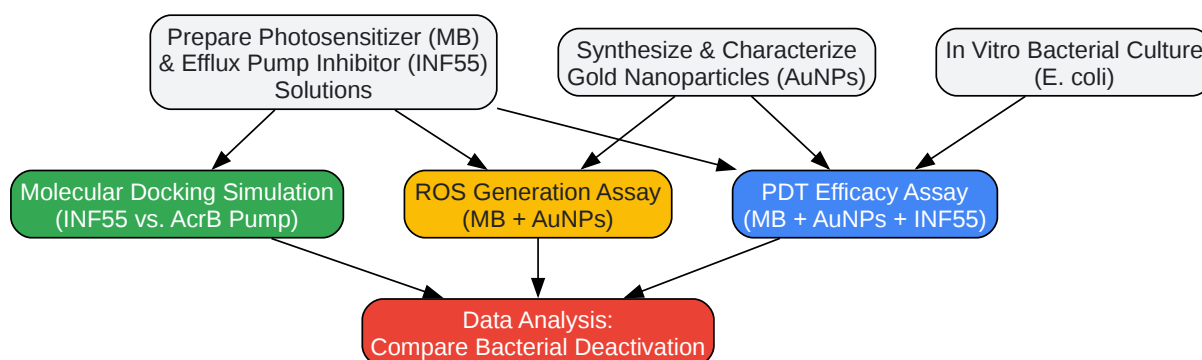 Prepare Photosensitizer (MB)
& Efflux Pump Inhibitor (INF55)
Solutions
Synthesize & Characterize
Gold Nanoparticles (AuNPs)
In Vitro Bacterial Culture
(E. coli)
Molecular Docking Simulation
(INF55 vs. AcrB Pump)
ROS Generation Assay
(MB + AuNPs)
PDT Efficacy Assay
(MB + AuNPs + INF55)
Data Analysis:
Compare Bacterial Deactivation